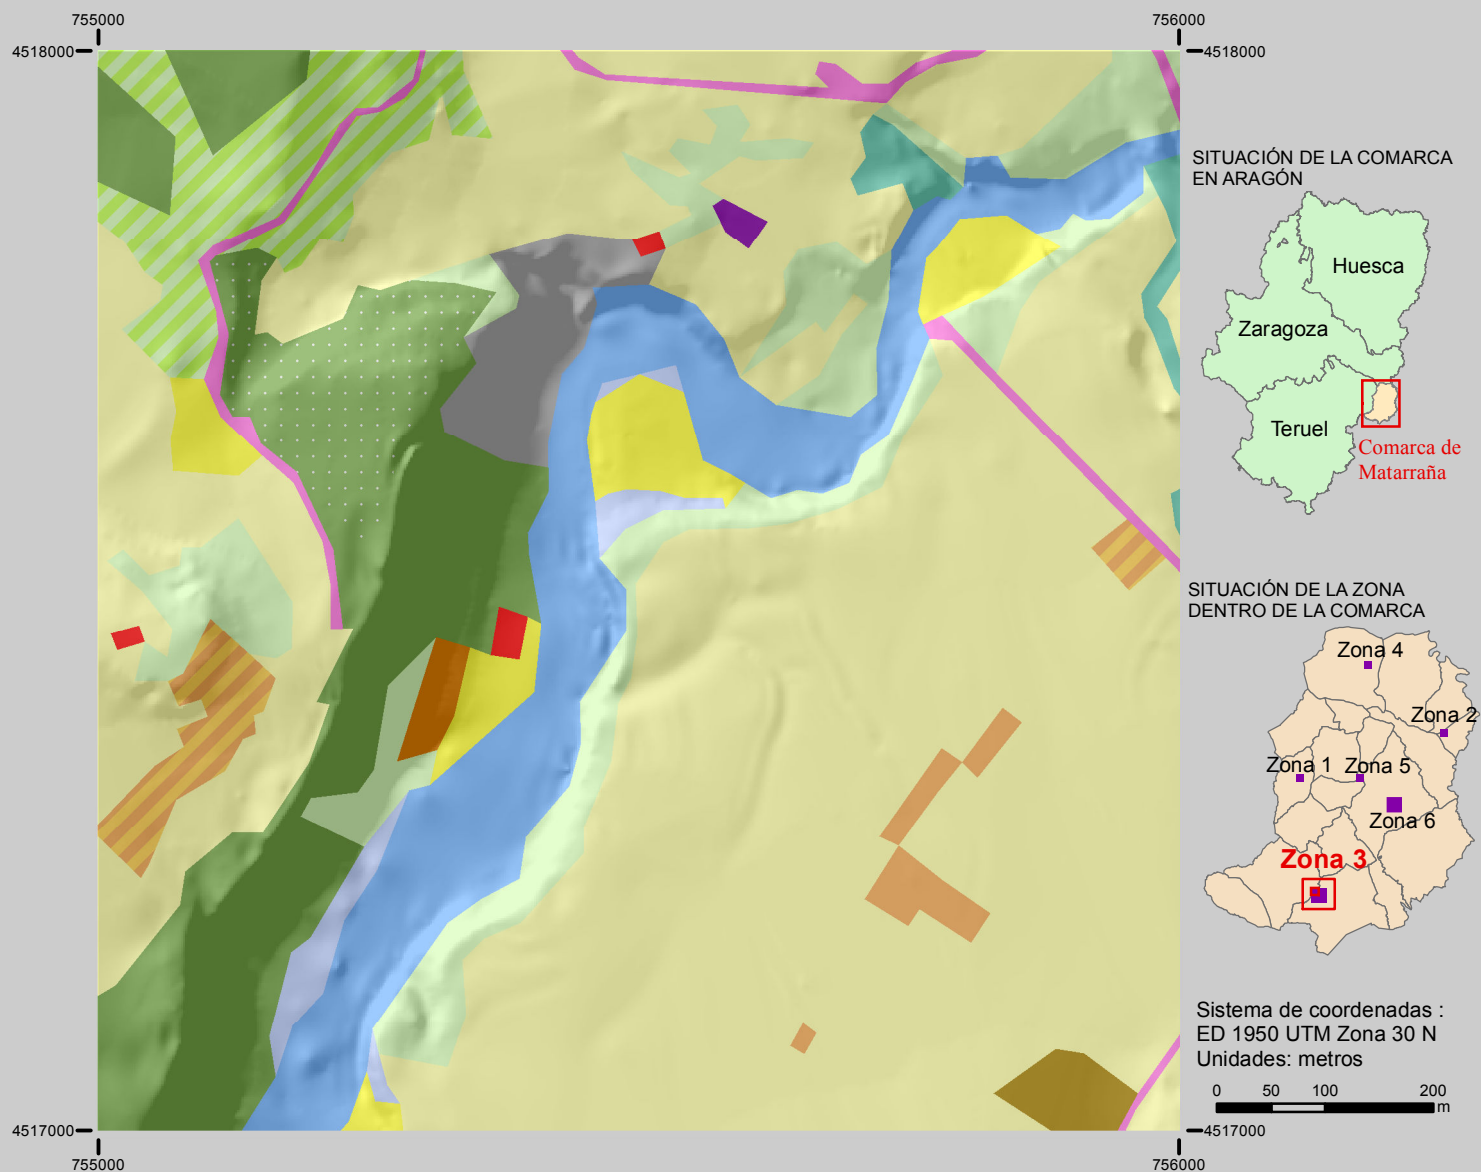 755000
756000
4518000
4518000
SITUACIÓN DE LA COMARCA
EN ARAGÓN
Huesca
Zaragoza
Teruel
Comarca de
Matarraña
SITUACIÓN DE LA ZONA
DENTRO DE LA COMARCA
Zona 4
Zona 2
Zona 1
Zona 5
Zona 6
Zona 3
Sistema de coordenadas :
ED 1950 UTM Zona 30 N
Unidades: metros
0 50 100 200
m
4517000
4517000
755000
756000